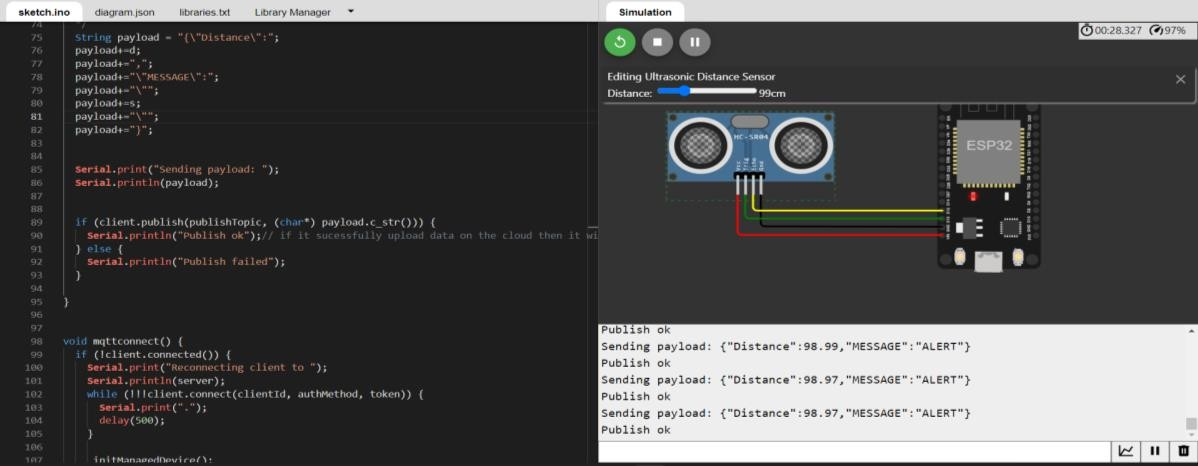 sketch.ino diagram.json libraries.txt Library Manager
74 */
75 String payload = "{\"Distance\":";
76 payload+=d;
77 payload+=",";
78 payload+="\"MESSAGE\":";
79 payload+="\"";
80 payload+=s;
81 payload+="\"";
82 payload+="}";
83
84
85 Serial.print("Sending payload: ");
86 Serial.println(payload);
87
88
89 if (client.publish(publishTopic, (char*) payload.c_str())) {
90 Serial.println("Publish ok");// if it sucessfully upload data on the cloud then it wi
91 } else {
92 Serial.println("Publish failed");
93 }
94
95 }
96
97
98 void mqttconnect() {
99 if (!client.connected()) {
100 Serial.print("Reconnecting client to ");
101 Serial.println(server);
102 while (!!!client.connect(clientId, authMethod, token)) {
103 Serial.print(".");
104 delay(500);
105 }
106
107 initManagedDevice();
Simulation
00:28.327 97%
Editing Ultrasonic Distance Sensor
Distance: 99cm
HC-SR04
Vcc
Trig
Echo
Gnd
ESP32
Publish ok
Sending payload: {"Distance":98.99,"MESSAGE":"ALERT"}
Publish ok
Sending payload: {"Distance":98.97,"MESSAGE":"ALERT"}
Publish ok
Sending payload: {"Distance":98.97,"MESSAGE":"ALERT"}
Publish ok